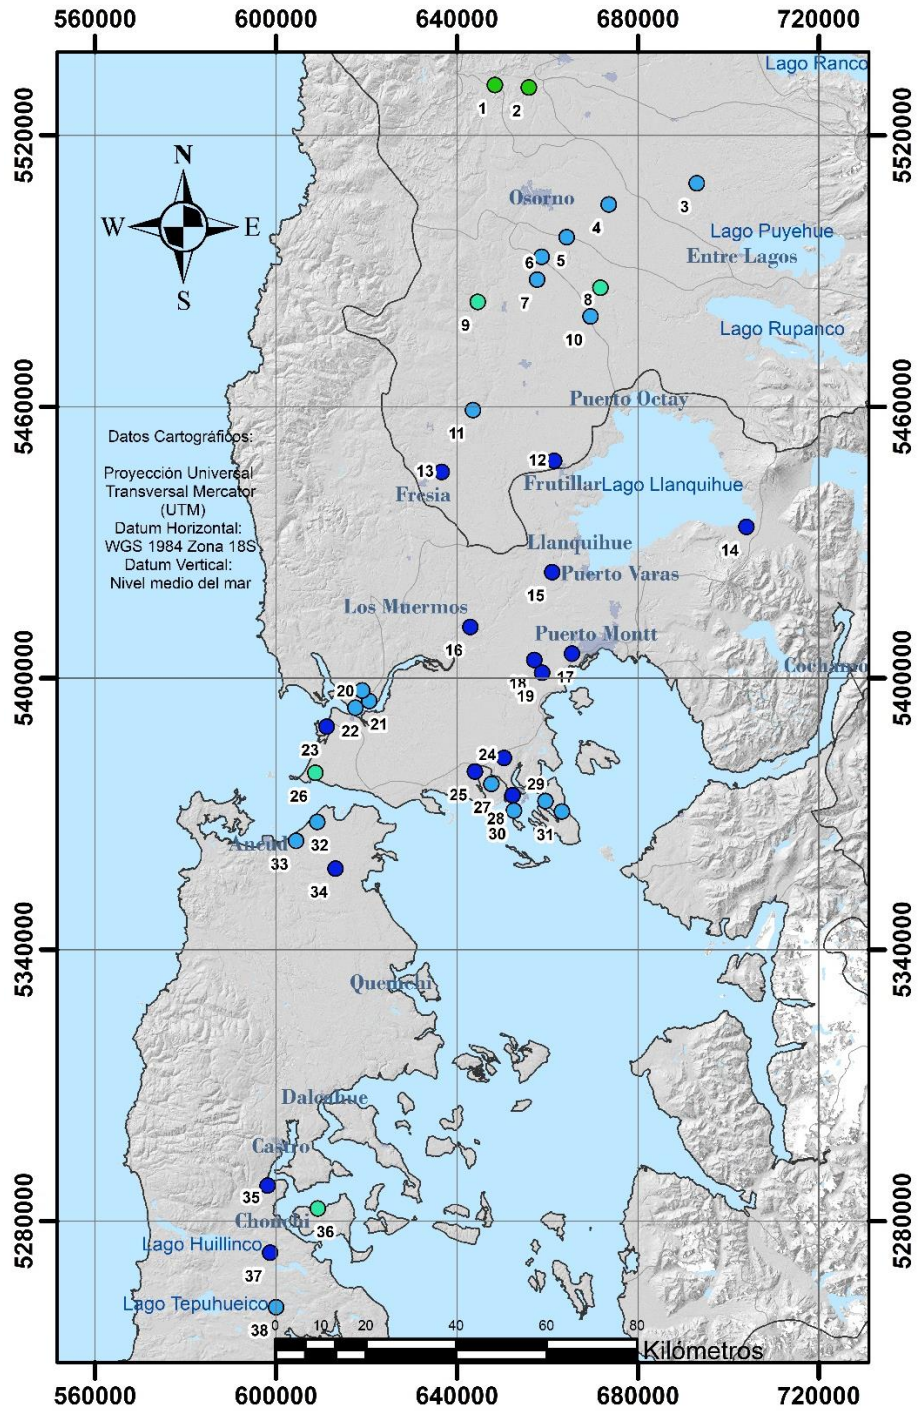 560000 600000 640000 680000 720000
Lago Ranco
1
2
5520000 5520000
N
W E
S
3
Osorno
4
Lago Puyehue
5
6
Entre Lagos
7
8
9
Lago Rupanco
10
Puerto Octay
5460000 5460000
11
Datos Cartográficos:
Proyección Universal
Transversal Mercator
(UTM)
Datum Horizontal:
WGS 1984 Zona 18S
Datum Vertical:
Nivel medio del mar
12
13
Fresia
Frutillar
Lago Llanquihue
14
Llanquihue
Puerto Varas
15
Los Muermos
16
Puerto Montt
Cochamo
17
18
19
5400000 5400000
20
21
22
23
24
25
26
27
28
29
30
31
32
Ancud
33
34
5340000 5340000
Quemchi
Dalcahue
Castro
35
36
Chonchi
5280000 5280000
Lago Huillinco
37
Lago Tepuhueico
38
0 10 20 40 60 80
Kilómetros
560000 600000 640000 680000 720000